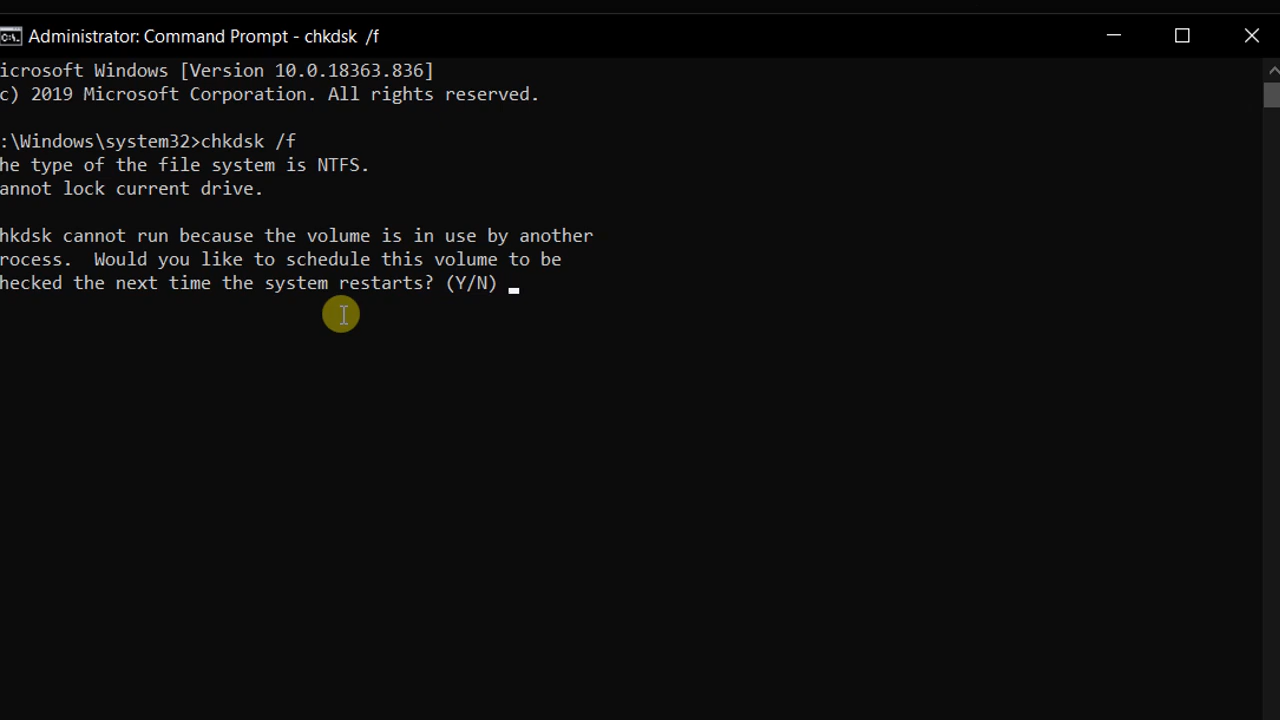 Administrator: Command Prompt - chkdsk /f
icrosoft Windows [Version 10.0.18363.836]
c) 2019 Microsoft Corporation. All rights reserved.
:\Windows\system32>chkdsk /f
he type of the file system is NTFS.
annot lock current drive.
hkdsk cannot run because the volume is in use by another
rocess.  Would you like to schedule this volume to be
hecked the next time the system restarts? (Y/N)